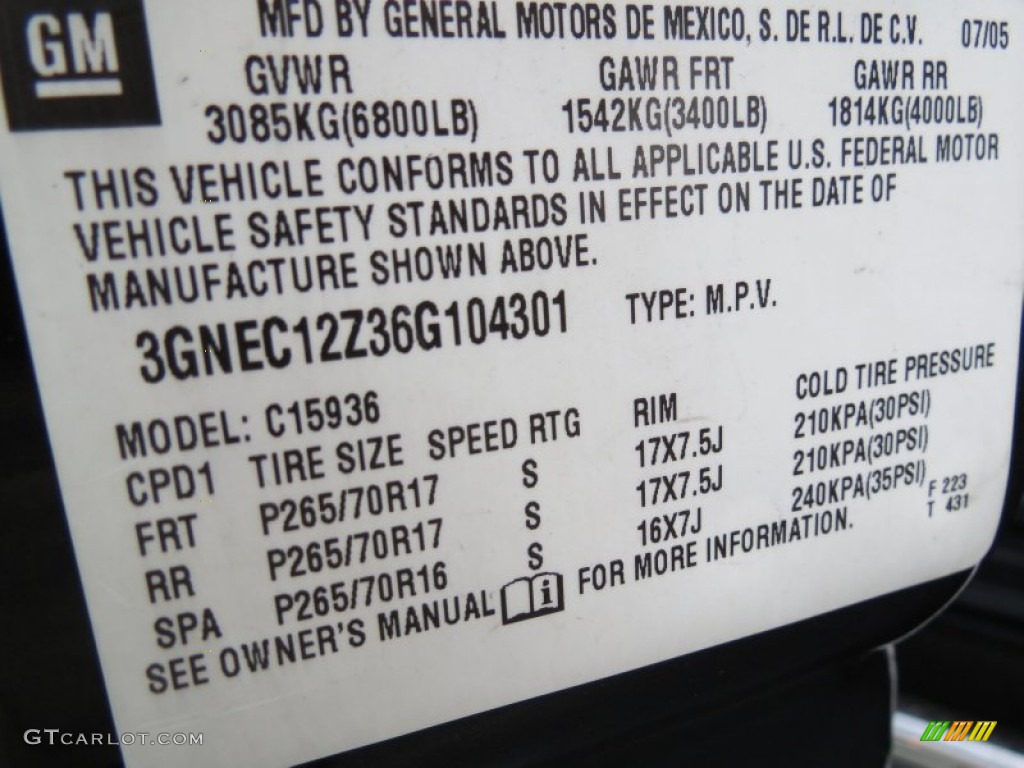 GM
MFD BY GENERAL MOTORS DE MEXICO, S. DE R.L. DE C.V. 07/05
GVWR GAWR FRT GAWR RR
3085KG(6800LB) 1542KG(3400LB) 1814KG(4000LB)
THIS VEHICLE CONFORMS TO ALL APPLICABLE U.S. FEDERAL MOTOR
VEHICLE SAFETY STANDARDS IN EFFECT ON THE DATE OF
MANUFACTURE SHOWN ABOVE.
3GNEC12Z36G104301 TYPE: M.P.V.
MODEL: C15936
CPD1 TIRE SIZE SPEED RTG RIM COLD TIRE PRESSURE
FRT P265/70R17 S 17X7.5J 210KPA(30PSI)
RR P265/70R17 S 17X7.5J 210KPA(30PSI)
SPA P265/70R16 S 16X7J 240KPA(35PSI) F 223
T 431
SEE OWNER'S MANUAL i FOR MORE INFORMATION.
GTCARLOT.COM